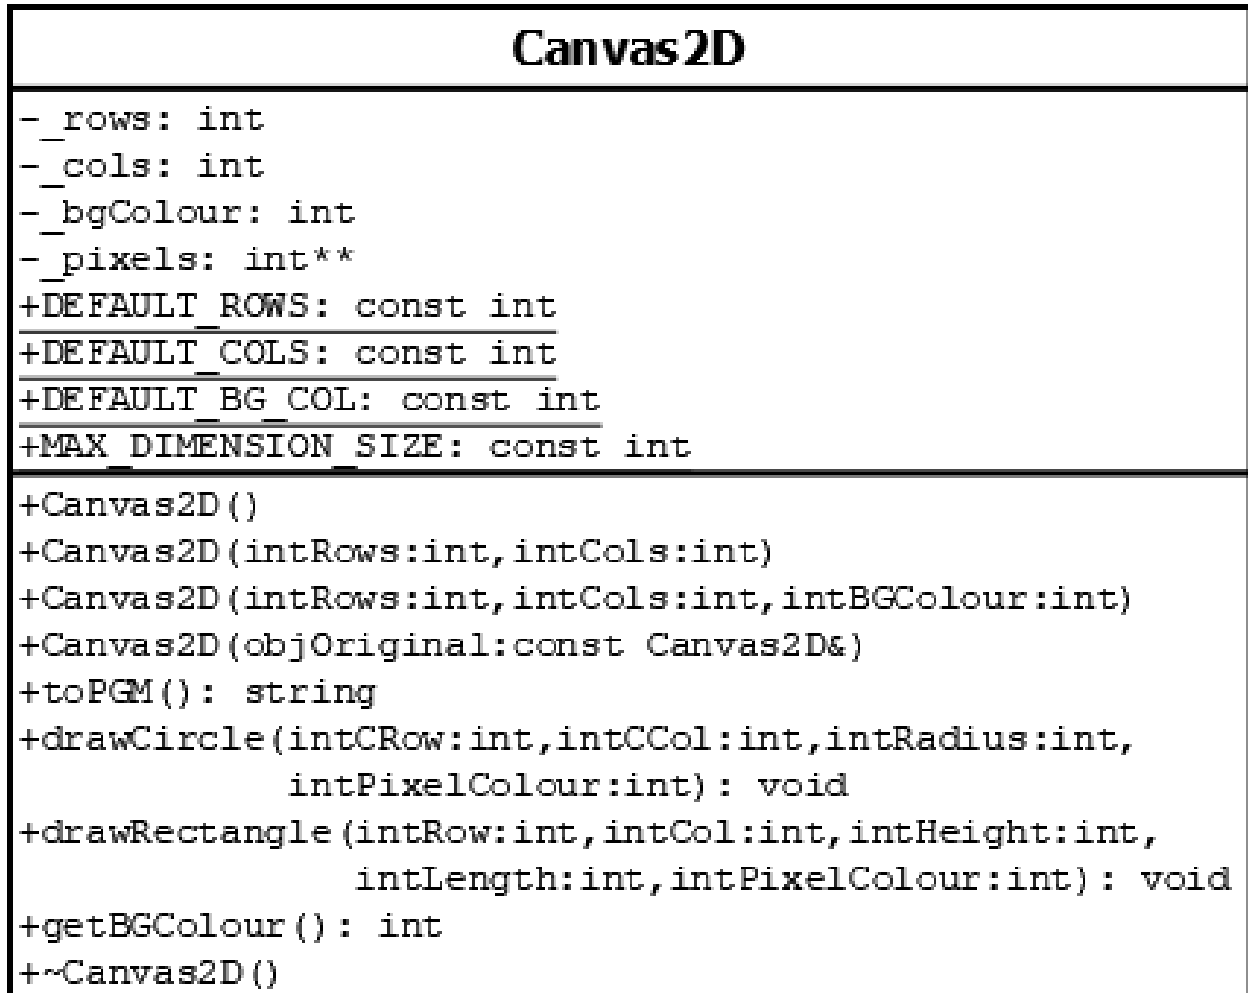 Canvas2D
-_rows: int
-_cols: int
-_bgColour: int
-_pixels: int**
+DEFAULT_ROWS: const int
+DEFAULT_COLS: const int
+DEFAULT_BG_COL: const int
+MAX_DIMENSION_SIZE: const int
+Canvas2D()
+Canvas2D(intRows:int,intCols:int)
+Canvas2D(intRows:int,intCols:int,intBGColour:int)
+Canvas2D(objOriginal:const Canvas2D&)
+toPGM(): string
+drawCircle(intCRow:int,intCCol:int,intRadius:int,
intPixelColour:int): void
+drawRectangle(intRow:int,intCol:int,intHeight:int,
intLength:int,intPixelColour:int): void
+getBGColour(): int
+~Canvas2D()